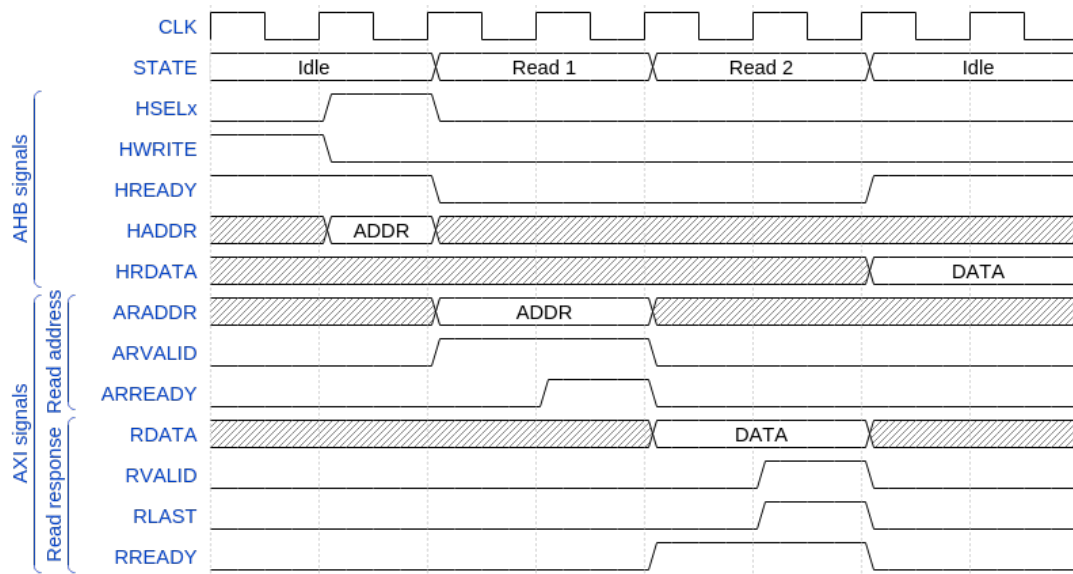 CLK
STATE Idle Read 1 Read 2 Idle
AHB signals
HSELx
HWRITE
HREADY
HADDR ADDR
HRDATA DATA
AXI signals
Read address
ARADDR ADDR
ARVALID
ARREADY
Read response
RDATA DATA
RVALID
RLAST
RREADY